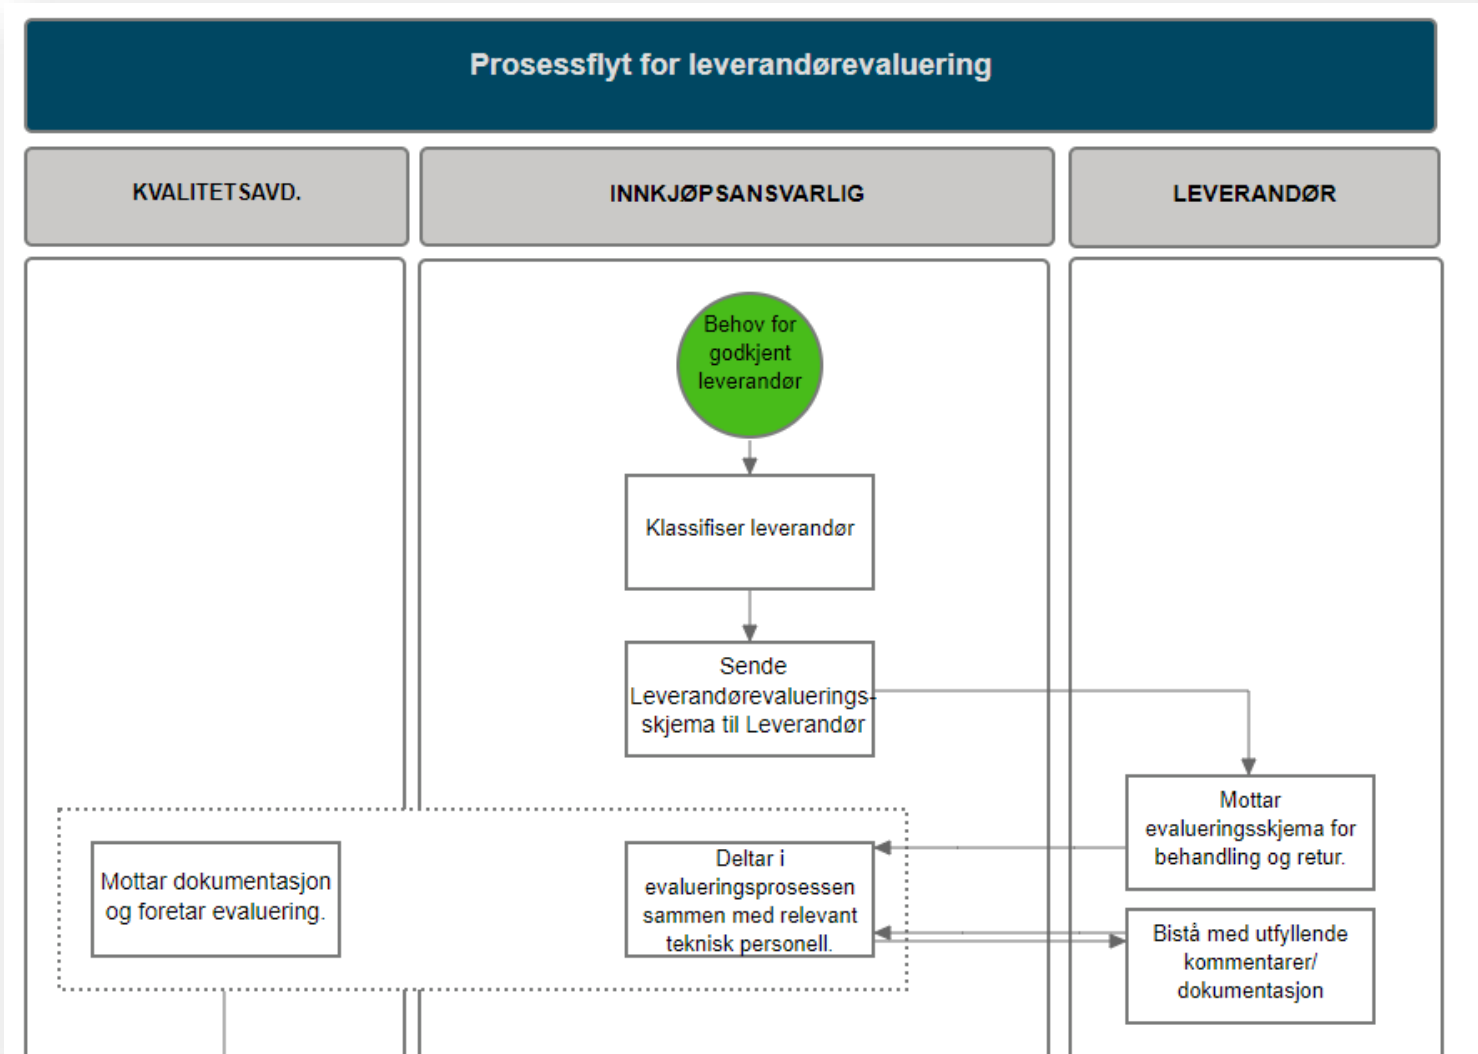 Prosessflyt for leverandørevaluering
KVALITETSAVD.
INNKJØPSANSVARLIG
LEVERANDØR
Behov for
godkjent
leverandør
Klassifiser leverandør
Sende
Leverandørevaluerings-
skjema til Leverandør
Mottar
evalueringsskjema for
behandling og retur.
Mottar dokumentasjon
og foretar evaluering.
Deltar i
evalueringsprosessen
sammen med relevant
teknisk personell.
Bistå med utfyllende
kommentarer/
dokumentasjon